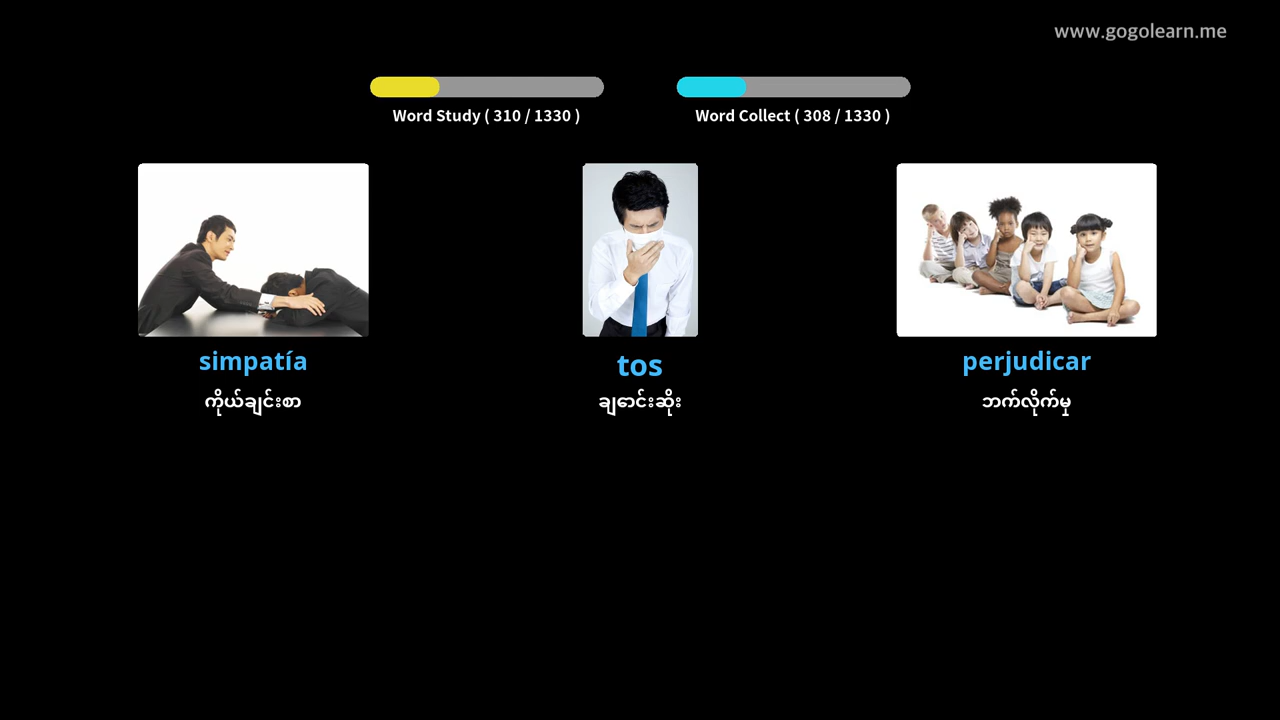 www.gogolearn.me
Word Study ( 310 / 1330 )
Word Collect ( 308 / 1330 )
simpatía
tos
perjudicar
ကိုယ်ချင်းစာ
ချောင်းဆိုး
ဘက်လိုက်မှု